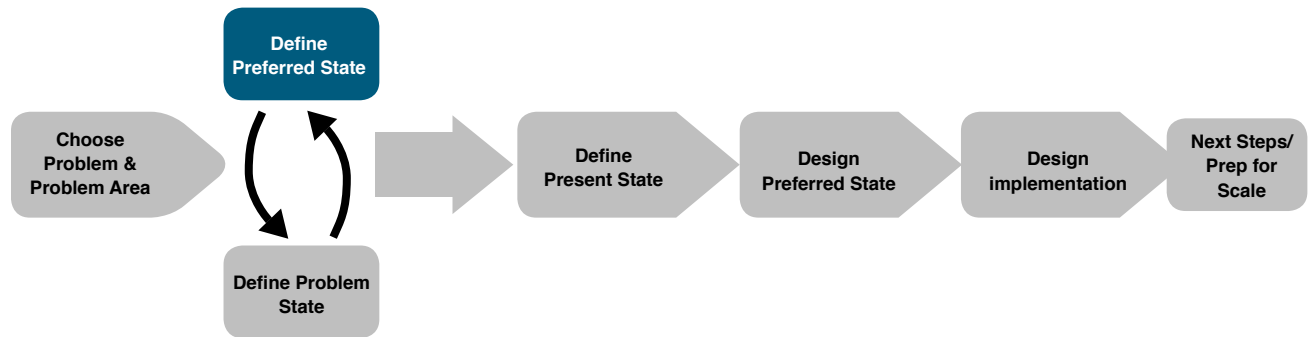 Define
Preferred State
Choose
Problem &
Problem Area
Define Problem
State
Define
Present State
Design
Preferred State
Design
implementation
Next Steps/
Prep for
Scale